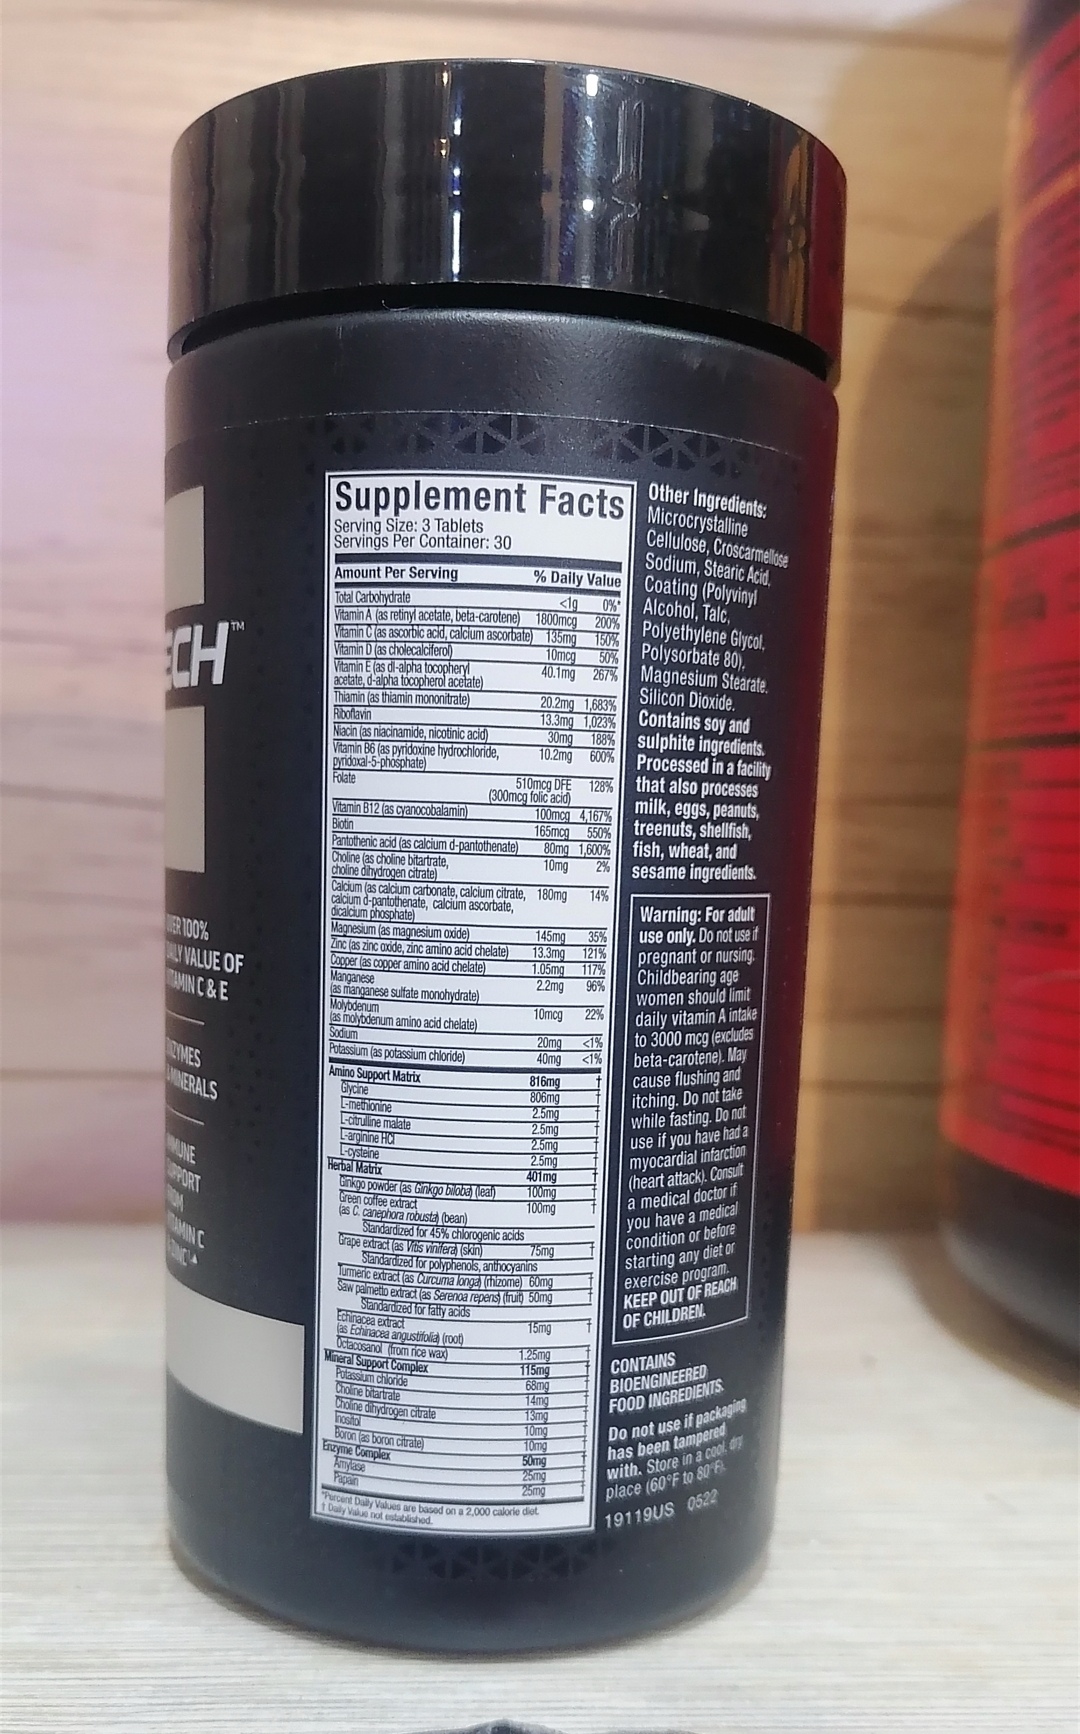 ECH™
OVER 100%
DAILY VALUE OF
VITAMIN C & E
ENZYMES
& MINERALS
IMMUNE
SUPPORT
FROM
VITAMIN C
& ZINC
Supplement Facts
Serving Size: 3 Tablets
Servings Per Container: 30
Amount Per Serving % Daily Value
Total Carbohydrate <1g 0%*
Vitamin A (as retinyl acetate, beta-carotene) 1800mcg 200%
Vitamin C (as ascorbic acid, calcium ascorbate) 135mg 150%
Vitamin D (as cholecalciferol) 10mcg 50%
Vitamin E (as dl-alpha tocopheryl 40.1mg 267%
acetate, d-alpha tocopherol acetate)
Thiamin (as thiamin mononitrate) 20.2mg 1,683%
Riboflavin 13.3mg 1,023%
Niacin (as niacinamide, nicotinic acid) 30mg 188%
Vitamin B6 (as pyridoxine hydrochloride, 10.2mg 600%
pyridoxal-5-phosphate)
Folate 510mcg DFE 128%
(300mcg folic acid)
Vitamin B12 (as cyanocobalamin) 100mcg 4,167%
Biotin 165mcg 550%
Pantothenic acid (as calcium d-pantothenate) 80mg 1,600%
Choline (as choline bitartrate, 10mg 2%
choline dihydrogen citrate)
Calcium (as calcium carbonate, calcium citrate, 180mg 14%
calcium d-pantothenate, calcium ascorbate,
dicalcium phosphate)
Magnesium (as magnesium oxide) 145mg 35%
Zinc (as zinc oxide, zinc amino acid chelate) 13.3mg 121%
Copper (as copper amino acid chelate) 1.05mg 117%
Manganese 2.2mg 96%
(as manganese sulfate monohydrate)
Molybdenum 10mcg 22%
(as molybdenum amino acid chelate)
Sodium 20mg <1%
Potassium (as potassium chloride) 40mg <1%
Amino Support Matrix 816mg †
Glycine 806mg †
L-methionine 2.5mg †
L-citrulline malate 2.5mg †
L-arginine HCl 2.5mg †
L-cysteine 2.5mg †
Herbal Matrix 401mg
Ginkgo powder (as Ginkgo biloba) (leaf) 100mg †
Green coffee extract 100mg †
(as C. canephora robusta) (bean)
Standardized for 45% chlorogenic acids
Grape extract (as Vitis vinifera) (skin) 75mg †
Standardized for polyphenols, anthocyanins
Turmeric extract (as Curcuma longa) (rhizome) 60mg †
Saw palmetto extract (as Serenoa repens) (fruit) 50mg †
Standardized for fatty acids
Echinacea extract 15mg †
(as Echinacea angustifolia) (root)
Octacosanol (from rice wax) 1.25mg †
Mineral Support Complex 115mg †
Potassium chloride 68mg †
Choline bitartrate 14mg †
Choline dihydrogen citrate 13mg †
Inositol 10mg †
Boron (as boron citrate) 10mg †
Enzyme Complex 50mg †
Amylase 25mg †
Papain 25mg †
*Percent Daily Values are based on a 2,000 calorie diet.
† Daily Value not established.
Other Ingredients:
Microcrystalline
Cellulose, Croscarmellose
Sodium, Stearic Acid,
Coating (Polyvinyl
Alcohol, Talc,
Polyethylene Glycol,
Polysorbate 80),
Magnesium Stearate,
Silicon Dioxide.
Contains soy and
sulphite ingredients.
Processed in a facility
that also processes
milk, eggs, peanuts,
treenuts, shellfish,
fish, wheat, and
sesame ingredients.
Warning: For adult
use only. Do not use if
pregnant or nursing.
Childbearing age
women should limit
daily vitamin A intake
to 3000 mcg (excludes
beta-carotene). May
cause flushing and
itching. Do not take
while fasting. Do not
use if you have had a
myocardial infarction
(heart attack). Consult
a medical doctor if
you have a medical
condition or before
starting any diet or
exercise program.
KEEP OUT OF REACH
OF CHILDREN.
CONTAINS
BIOENGINEERED
FOOD INGREDIENTS.
Do not use if packaging
has been tampered
with. Store in a cool, dry
place (60°F to 80°F).
19119US 0522